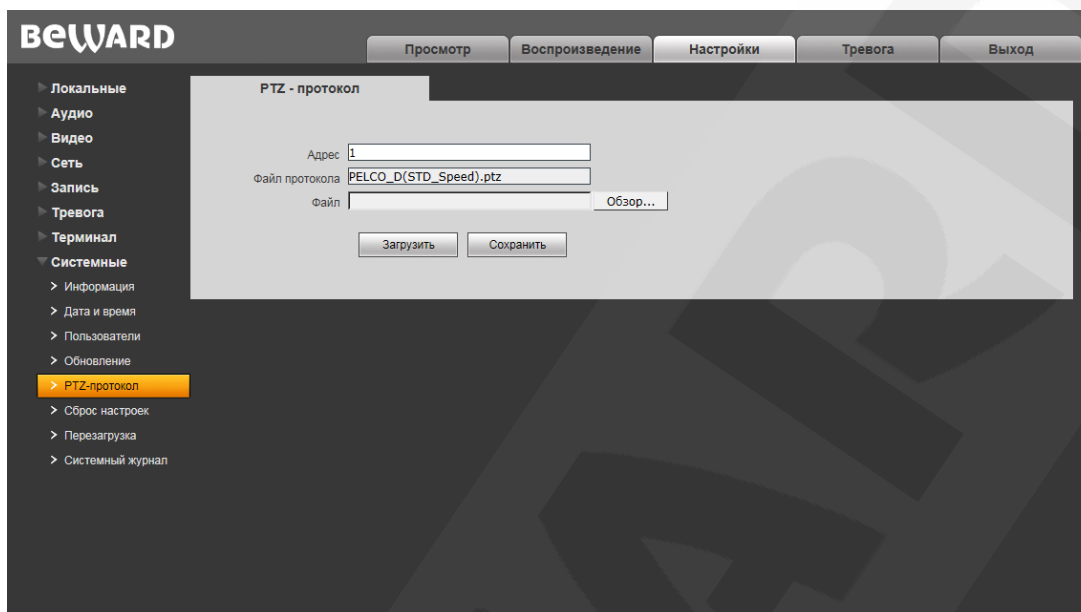 BEWARD
Просмотр Воспроизведение Настройки Тревога Выход
Локальные
Аудио
Видео
Сеть
Запись
Тревога
Терминал
Системные
> Информация
> Дата и время
> Пользователи
> Обновление
> PTZ-протокол
> Сброс настроек
> Перезагрузка
> Системный журнал
PTZ - протокол
Адрес 1
Файл протокола PELCO_D(STD_Speed).ptz
Файл Обзор...
Загрузить Сохранить